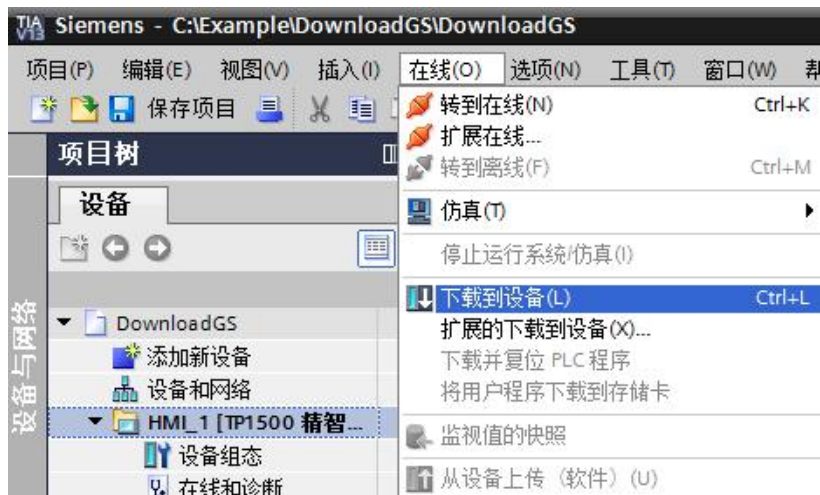 TIA V13 Siemens - C:\Example\DownloadGS\DownloadGS
项目(P) 编辑(E) 视图(V) 插入(I) 在线(O) 选项(N) 工具(T) 窗口(W)
保存项目
转到在线(N) Ctrl+K
扩展在线...
转到离线(F) Ctrl+M
仿真(T)
停止运行系统/仿真(I)
下载到设备(L) Ctrl+L
扩展的下载到设备(X)...
下载并复位 PLC 程序
将用户程序下载到存储卡
监视值的快照
从设备上传（软件）(U)
项目树
设备
DownloadGS
添加新设备
设备和网络
HMI_1 [TP1500 精智...
设备组态
在线和诊断
设备与网络